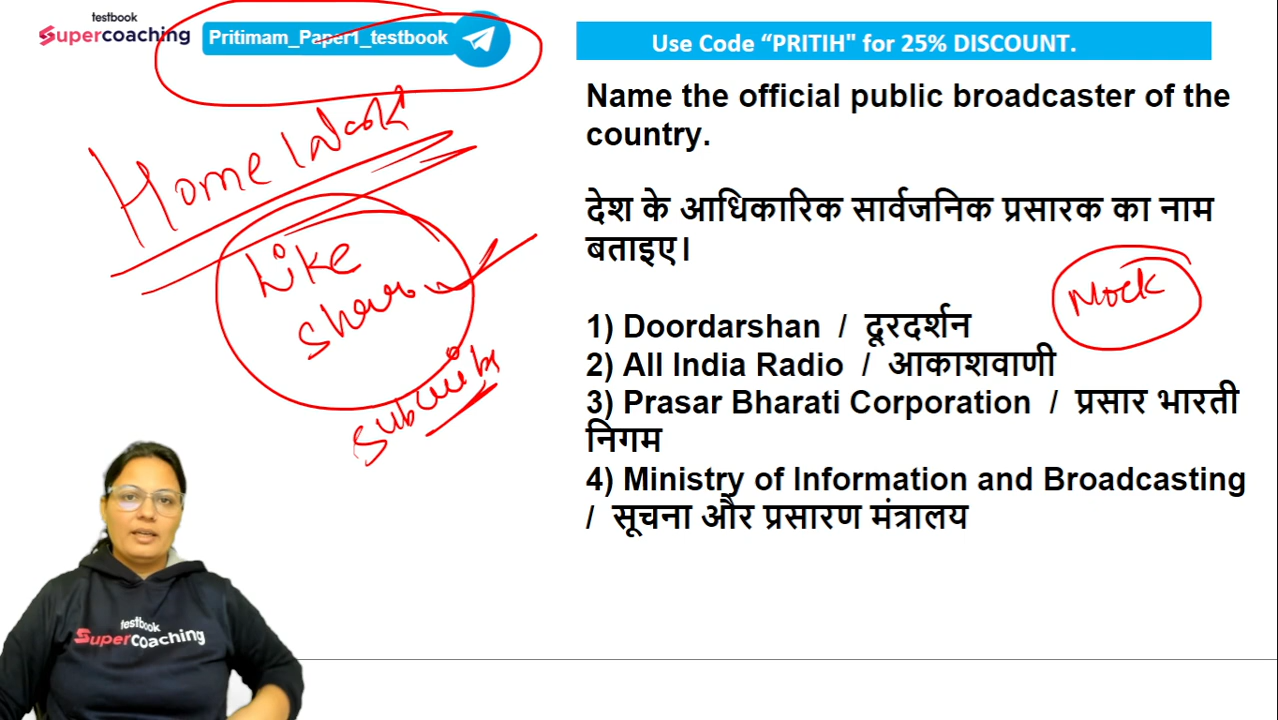 testbook
Supercoaching
Pritimam_Paper1_testbook
Use Code “PRITIH" for 25% DISCOUNT.
Home Work
Like
Share
Subscribe
Name the official public broadcaster of the
country.
देश के आधिकारिक सार्वजनिक प्रसारक का नाम
बताइए।
Mock
1) Doordarshan / दूरदर्शन
2) All India Radio / आकाशवाणी
3) Prasar Bharati Corporation / प्रसार भारती
निगम
4) Ministry of Information and Broadcasting
/ सूचना और प्रसारण मंत्रालय
testbook
Supercoaching